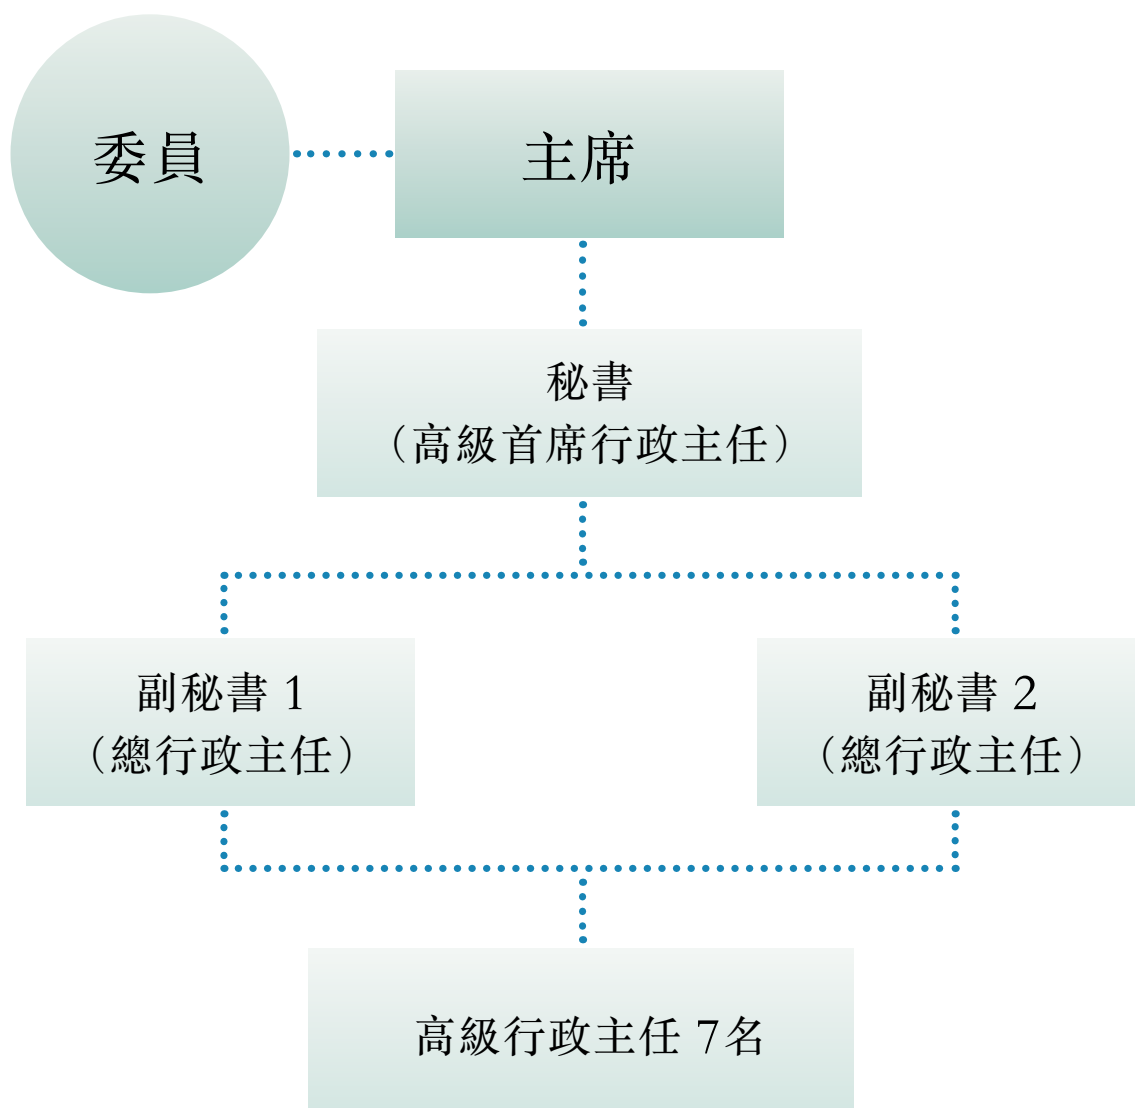 委員
主席
秘書
（高級首席行政主任）
副秘書 1
（總行政主任）
副秘書 2
（總行政主任）
高級行政主任 7名